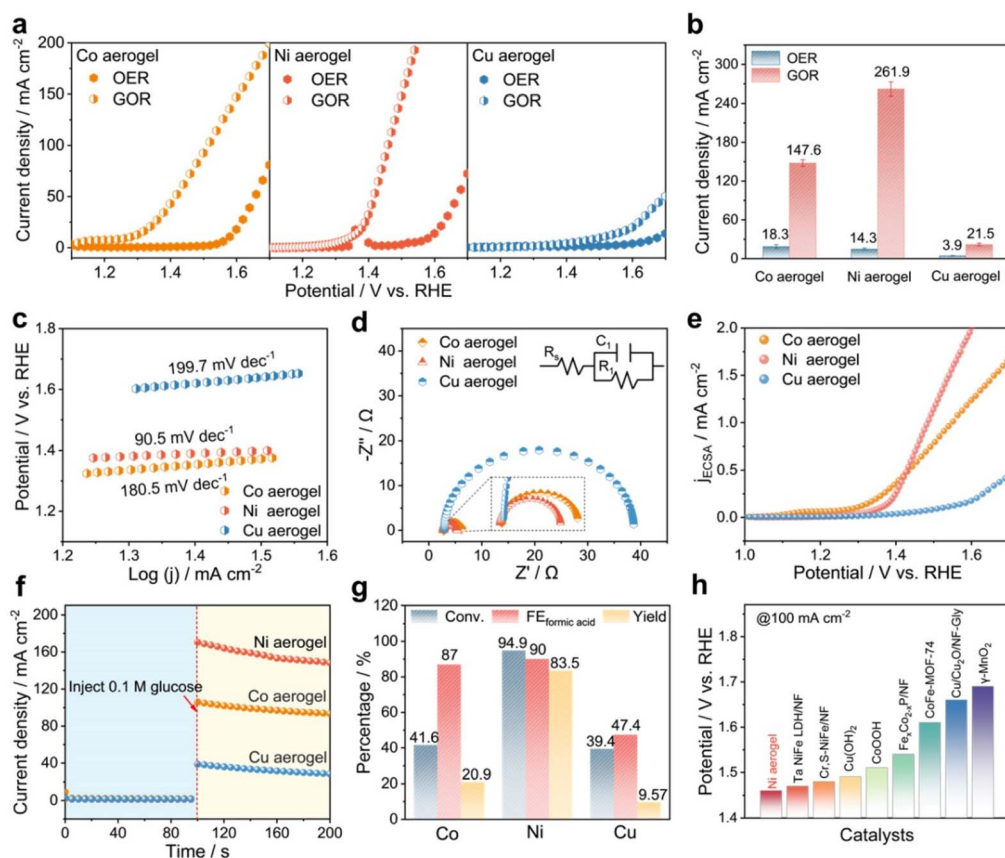 a
Co aerogel
OER
GOR
Ni aerogel
OER
GOR
Cu aerogel
OER
GOR
Current density / mA cm⁻²
200
150
100
50
0
1.4 1.6 1.4 1.6 1.4 1.6
Potential / V vs. RHE
b
OER
GOR
Current density / mA cm⁻²
300
240
180
120
60
0
18.3
147.6
14.3
261.9
3.9
21.5
Co aerogel Ni aerogel Cu aerogel
c
Potential / V vs. RHE
1.8
1.6
1.4
1.2
199.7 mV dec⁻¹
90.5 mV dec⁻¹
180.5 mV dec⁻¹
Co aerogel
Ni aerogel
Cu aerogel
1.2 1.3 1.4 1.5 1.6 1.7
Log (j) / mA cm⁻²
d
Co aerogel
Ni aerogel
Cu aerogel
Rs
C1
R1
-Z'' / Ω
45
30
15
0
0 10 20 30 40
Z' / Ω
e
Co aerogel
Ni aerogel
Cu aerogel
jECSA / mA cm⁻²
2.0
1.5
1.0
0.5
0.0
1.0 1.2 1.4 1.6
Potential / V vs. RHE
f
Current density / mA cm⁻²
200
160
120
80
40
0
Inject 0.1 M glucose
Ni aerogel
Co aerogel
Cu aerogel
0 40 80 120 160 200
Time / s
g
Conv.
FEformic acid
Yield
Percentage / %
120
100
80
60
40
20
0
41.6
87
20.9
94.9
90
83.5
39.4
47.4
9.57
Co Ni Cu
h
@100 mA cm⁻²
Potential / V vs. RHE
1.8
1.7
1.6
1.5
1.4
Ni aerogel
Ta NiFe LDH/NF
Cr,S-NiFe/NF
Cu(OH)₂
CoOOH
FeₓCo₂₋ₓP/NF
CoFe-MOF-74
Cu/Cu₂O/NF-Gly
γ-MnO₂
Catalysts